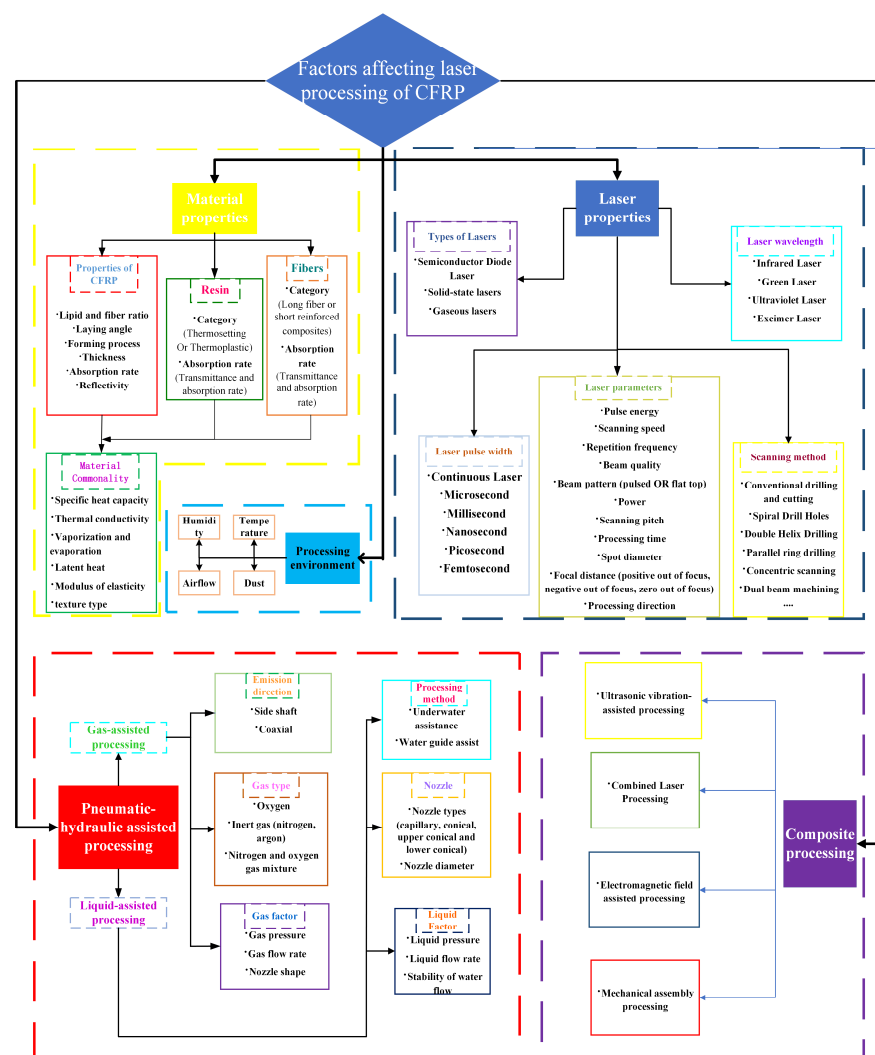 Factors affecting laser
processing of CFRP
Material
properties
Properties of
CFRP
·Lipid and fiber ratio
·Laying angle
·Forming process
·Thickness
·Absorption rate
·Reflectivity
Resin
·Category
(Thermosetting
Or Thermoplastic)
·Absorption rate
(Transmittance and
absorption rate)
Fibers
·Category
(Long fiber or
short reinforced
composites)
·Absorption
rate
(Transmittance
and absorption
rate)
Material
Commonality
·Specific heat capacity
·Thermal conductivity
·Vaporization and
evaporation
·Latent heat
·Modulus of elasticity
·texture type
Humidi
ty
Tempe
rature
Airflow
Dust
Processing
environment
Laser
properties
Types of Lasers
·Semiconductor Diode
Laser
·Solid-state lasers
·Gaseous lasers
Laser wavelength
·Infrared Laser
·Green Laser
·Ultraviolet Laser
·Excimer Laser
Laser pulse width
·Continuous Laser
·Microsecond
·Millisecond
·Nanosecond
·Picosecond
·Femtosecond
Laser parameters
·Pulse energy
·Scanning speed
·Repetition frequency
·Beam quality
·Beam pattern (pulsed OR flat top)
·Power
·Scanning pitch
·Processing time
·Spot diameter
·Focal distance (positive out of focus,
negative out of focus, zero out of focus)
·Processing direction
Scanning method
·Conventional drilling
and cutting
·Spiral Drill Holes
·Double Helix Drilling
·Parallel ring drilling
·Concentric scanning
·Dual beam machining
....
Pneumatic-
hydraulic assisted
processing
Gas-assisted
processing
Liquid-assisted
processing
Emission
direction
·Side shaft
·Coaxial
Gas type
·Oxygen
·Inert gas (nitrogen,
argon)
·Nitrogen and oxygen
gas mixture
Gas factor
·Gas pressure
·Gas flow rate
·Nozzle shape
Processing
method
·Underwater
assistance
·Water guide assist
Nozzle
·Nozzle types
(capillary, conical,
upper conical and
lower conical)
·Nozzle diameter
Liquid
Factor
·Liquid pressure
·Liquid flow rate
·Stability of water
flow
Composite
processing
·Ultrasonic vibration-
assisted processing
·Combined Laser
Processing
·Electromagnetic field
assisted processing
·Mechanical assembly
processing